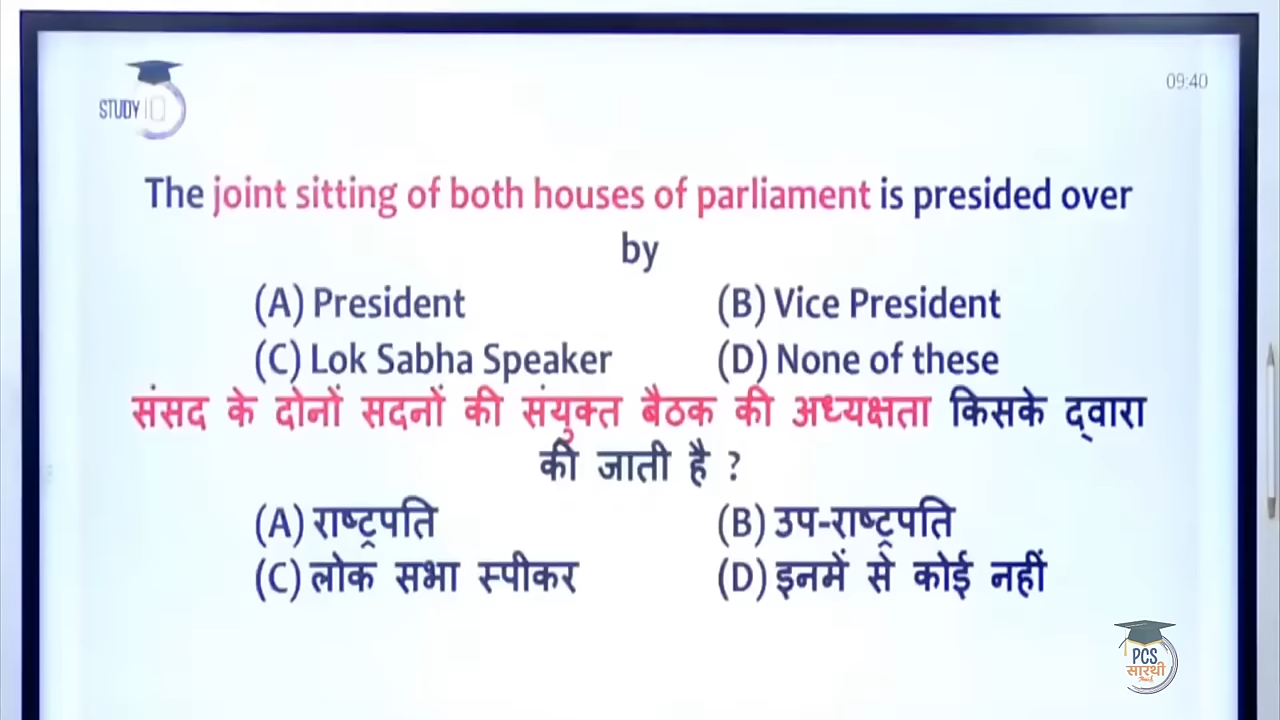 STUDY
09:40
The joint sitting of both houses of parliament is presided over
by
(A) President (B) Vice President
(C) Lok Sabha Speaker (D) None of these
संसद के दोनों सदनों की संयुक्त बैठक की अध्यक्षता किसके द्वारा
की जाती है ?
(A) राष्ट्रपति (B) उप-राष्ट्रपति
(C) लोक सभा स्पीकर (D) इनमें से कोई नहीं
PCS
सारथी